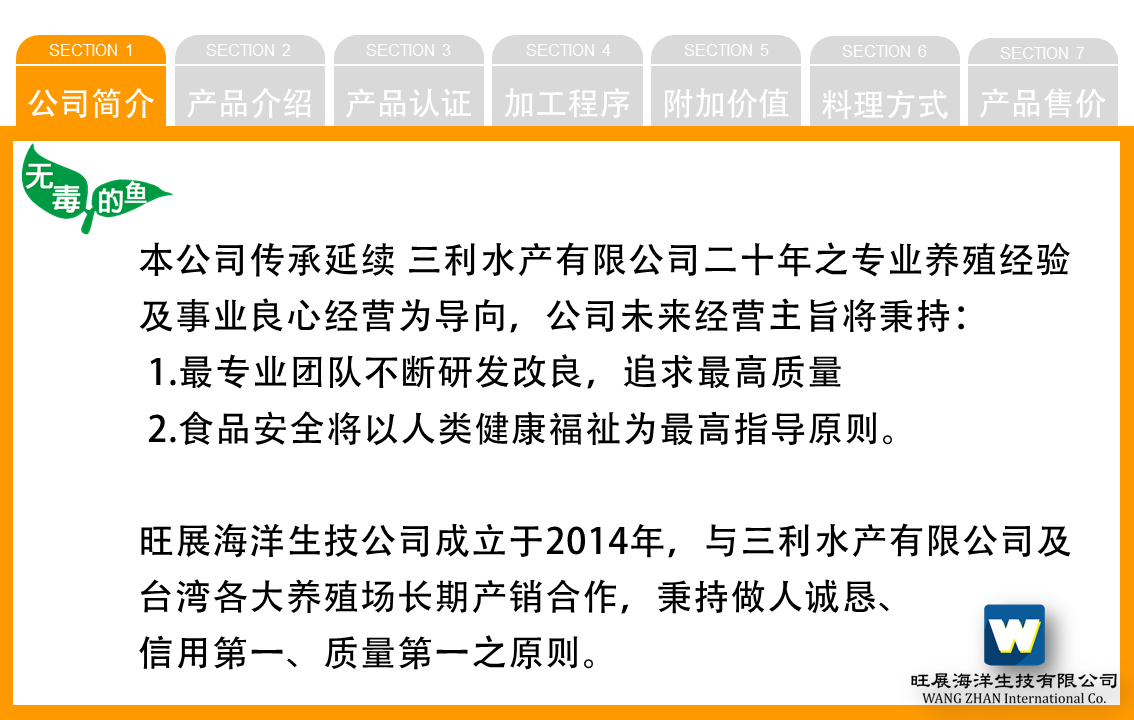 SECTION 1
SECTION 2
SECTION 3
SECTION 4
SECTION 5
SECTION 6
SECTION 7
公司简介
产品介绍
产品认证
加工程序
附加价值
料理方式
产品售价
无毒的鱼
本公司传承延续 三利水产有限公司二十年之专业养殖经验
及事业良心经营为导向，公司未来经营主旨将秉持：
1.最专业团队不断研发改良，追求最高质量
2.食品安全将以人类健康福祉为最高指导原则。
旺展海洋生技公司成立于2014年，与三利水产有限公司及
台湾各大养殖场长期产销合作，秉持做人诚恳、
信用第一、质量第一之原则。
W
旺展海洋生技有限公司
WANG ZHAN International Co.